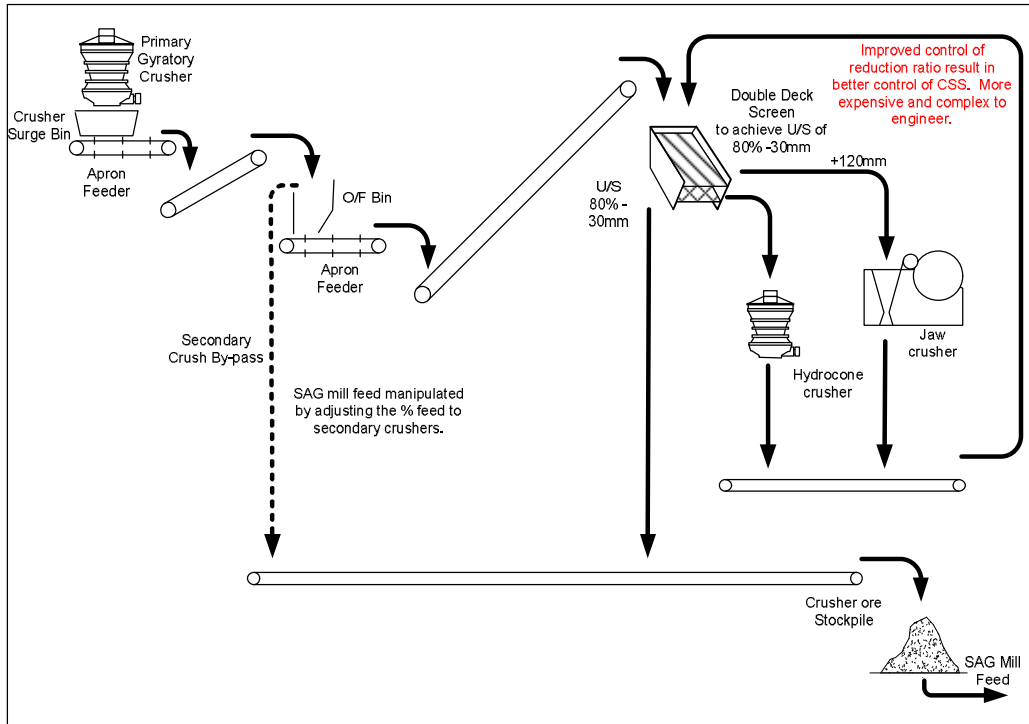 Primary
Gyratory
Crusher
Crusher
Surge Bin
Apron
Feeder
O/F Bin
Apron
Feeder
Secondary
Crush By-pass
SAG mill feed manipulated
by adjusting the % feed to
secondary crushers.
U/S
80% -
30mm
Double Deck
Screen
to achieve U/S of
80% -30mm
Improved control of
reduction ratio result in
better control of CSS.  More
expensive and complex to
engineer.
+120mm
Hydrocone
crusher
Jaw
crusher
Crusher ore
Stockpile
SAG Mill
Feed